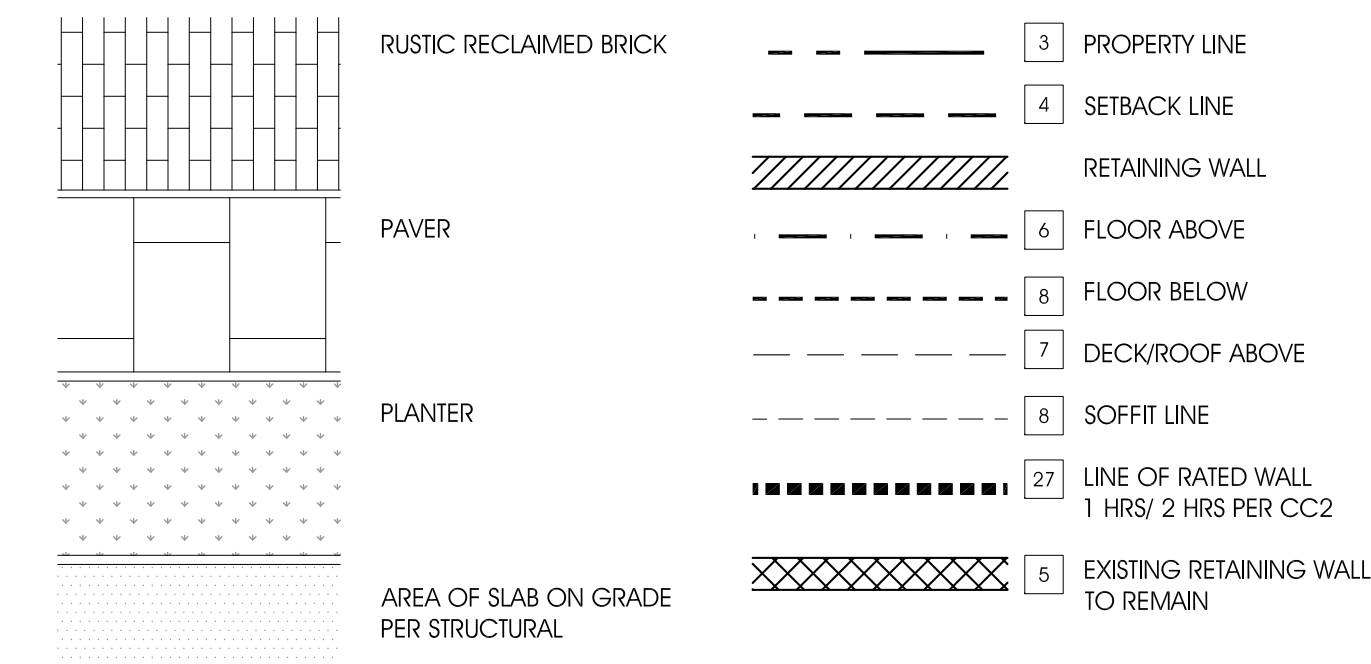 RUSTIC RECLAIMED BRICK
PAVER
PLANTER
AREA OF SLAB ON GRADE
PER STRUCTURAL
3 PROPERTY LINE
4 SETBACK LINE
RETAINING WALL
6 FLOOR ABOVE
8 FLOOR BELOW
7 DECK/ROOF ABOVE
8 SOFFIT LINE
27 LINE OF RATED WALL
1 HRS/ 2 HRS PER CC2
5 EXISTING RETAINING WALL
TO REMAIN